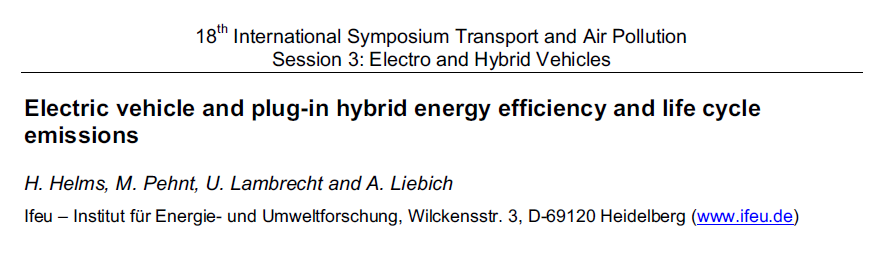 18th International Symposium Transport and Air Pollution
Session 3: Electro and Hybrid Vehicles
Electric vehicle and plug-in hybrid energy efficiency and life cycle
emissions
H. Helms, M. Pehnt, U. Lambrecht and A. Liebich
Ifeu – Institut für Energie- und Umweltforschung, Wilckensstr. 3, D-69120 Heidelberg (www.ifeu.de)